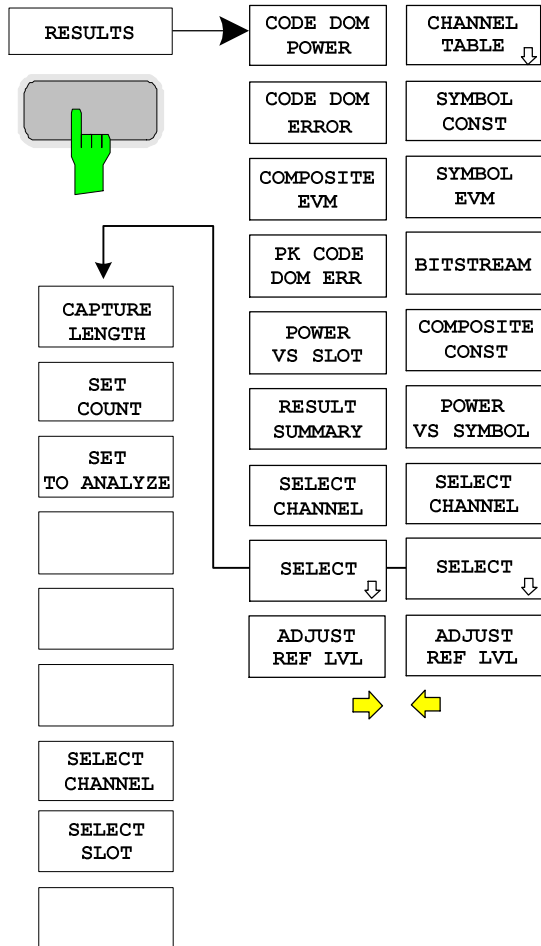 RESULTS
CODE DOM
POWER
CODE DOM
ERROR
COMPOSITE
EVM
PK CODE
DOM ERR
POWER
VS SLOT
RESULT
SUMMARY
SELECT
CHANNEL
SELECT
ADJUST
REF LVL
CHANNEL
TABLE
SYMBOL
CONST
SYMBOL
EVM
BITSTREAM
COMPOSITE
CONST
POWER
VS SYMBOL
SELECT
CHANNEL
SELECT
ADJUST
REF LVL
CAPTURE
LENGTH
SET
COUNT
SET
TO ANALYZE
SELECT
CHANNEL
SELECT
SLOT